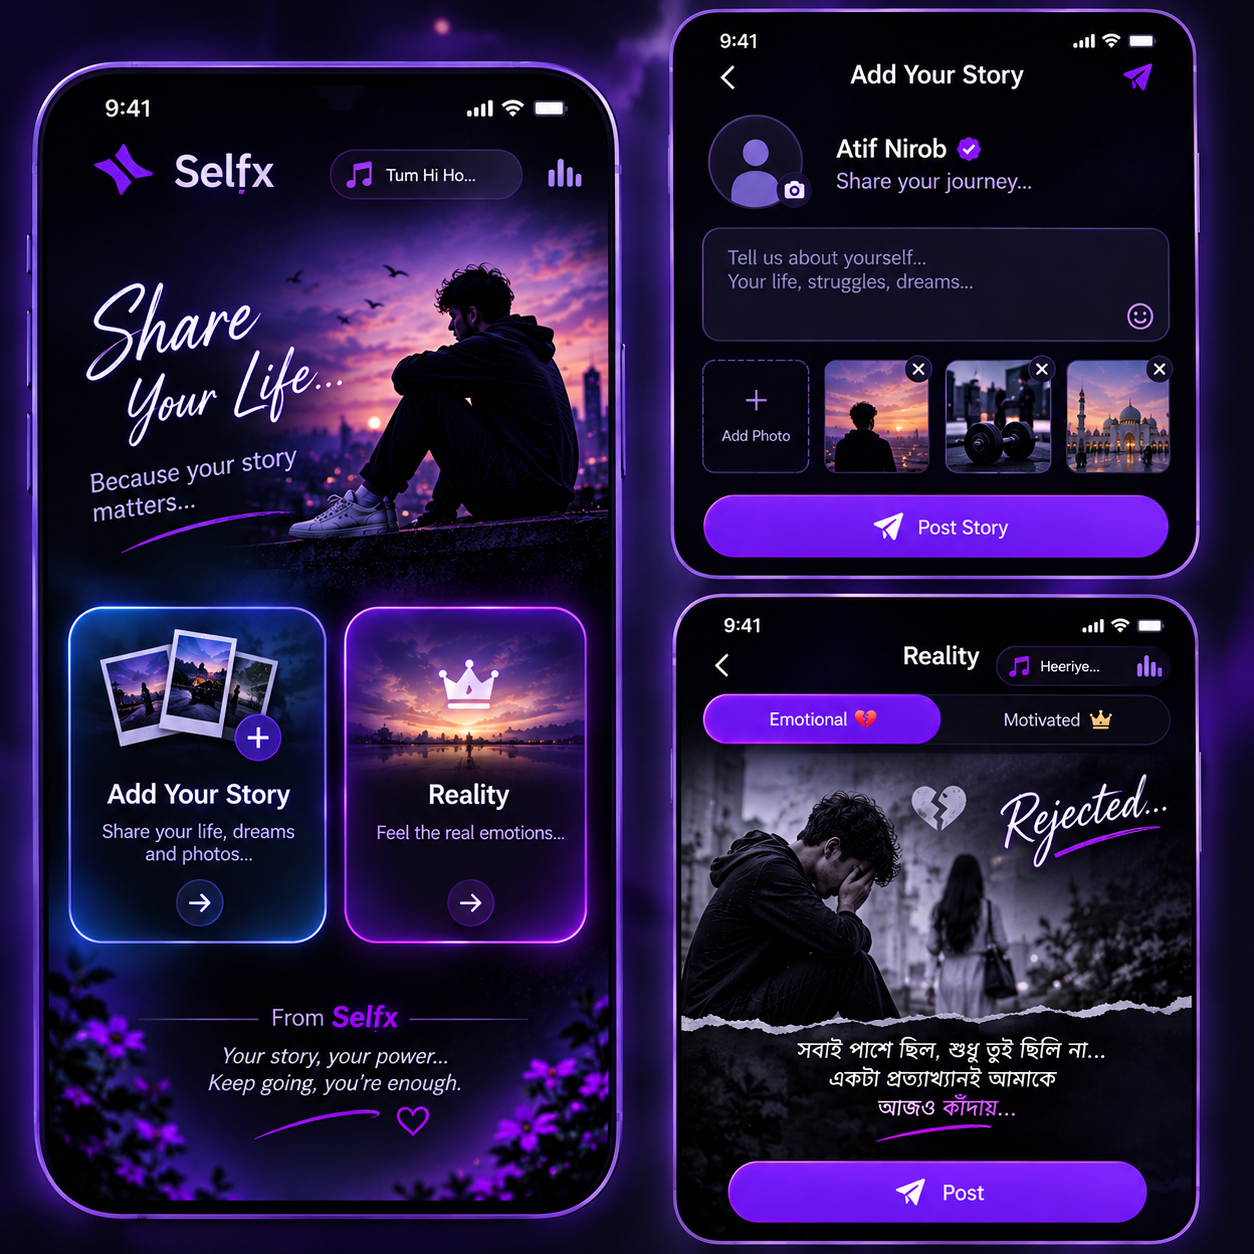 9:41
Selfx
Tum Hi Ho...
Share
Your Life...
Because your story
matters...
Add Your Story
Share your life, dreams
and photos...
Reality
Feel the real emotions...
From Selfx
Your story, your power...
Keep going, you're enough.
9:41
Add Your Story
Atif Nirob
Share your journey...
Tell us about yourself...
Your life, struggles, dreams...
Add Photo
Post Story
9:41
Reality
Heeriye...
Emotional 💔
Motivated 👑
Rejected...
সবাই পাশে ছিল, শুধু তুই ছিলি না...
একটা প্রত্যাখ্যানই আমাকে
আজও কাঁদায়...
Post